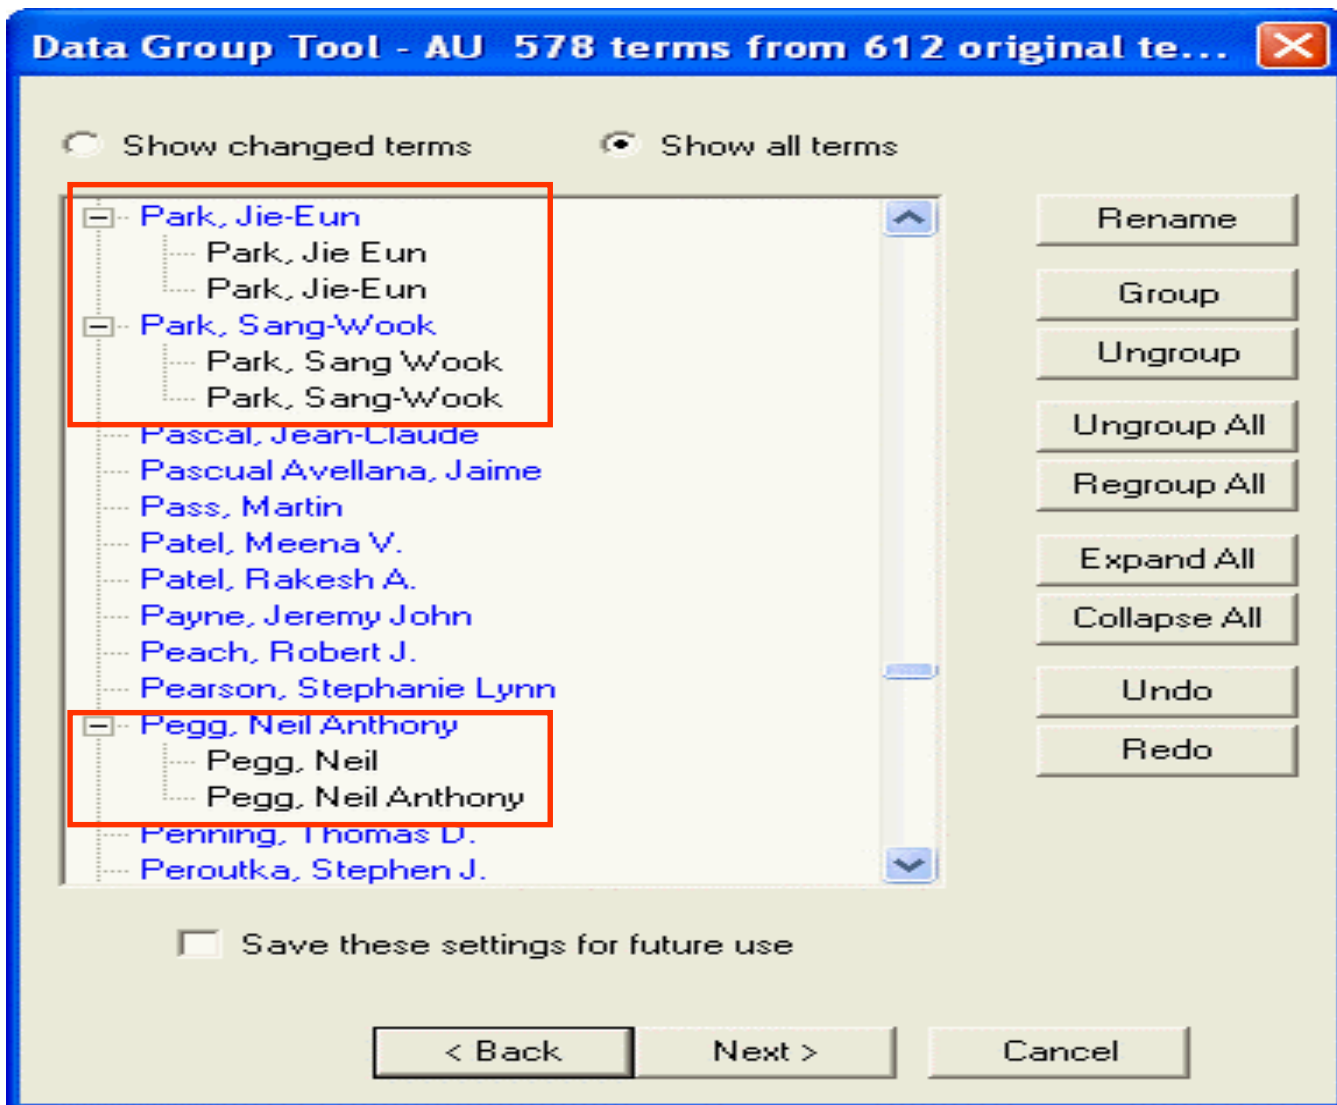 Data Group Tool - AU  578 terms from 612 original te...
Show changed terms
Show all terms
Park, Jie-Eun
Park, Jie Eun
Park, Jie-Eun
Park, Sang-Wook
Park, Sang Wook
Park, Sang-Wook
Pascal, Jean-Claude
Pascual Avellana, Jaime
Pass, Martin
Patel, Meena V.
Patel, Rakesh A.
Payne, Jeremy John
Peach, Robert J.
Pearson, Stephanie Lynn
Pegg, Neil Anthony
Pegg, Neil
Pegg, Neil Anthony
Penning, Thomas D.
Peroutka, Stephen J.
Rename
Group
Ungroup
Ungroup All
Regroup All
Expand All
Collapse All
Undo
Redo
Save these settings for future use
< Back
Next >
Cancel